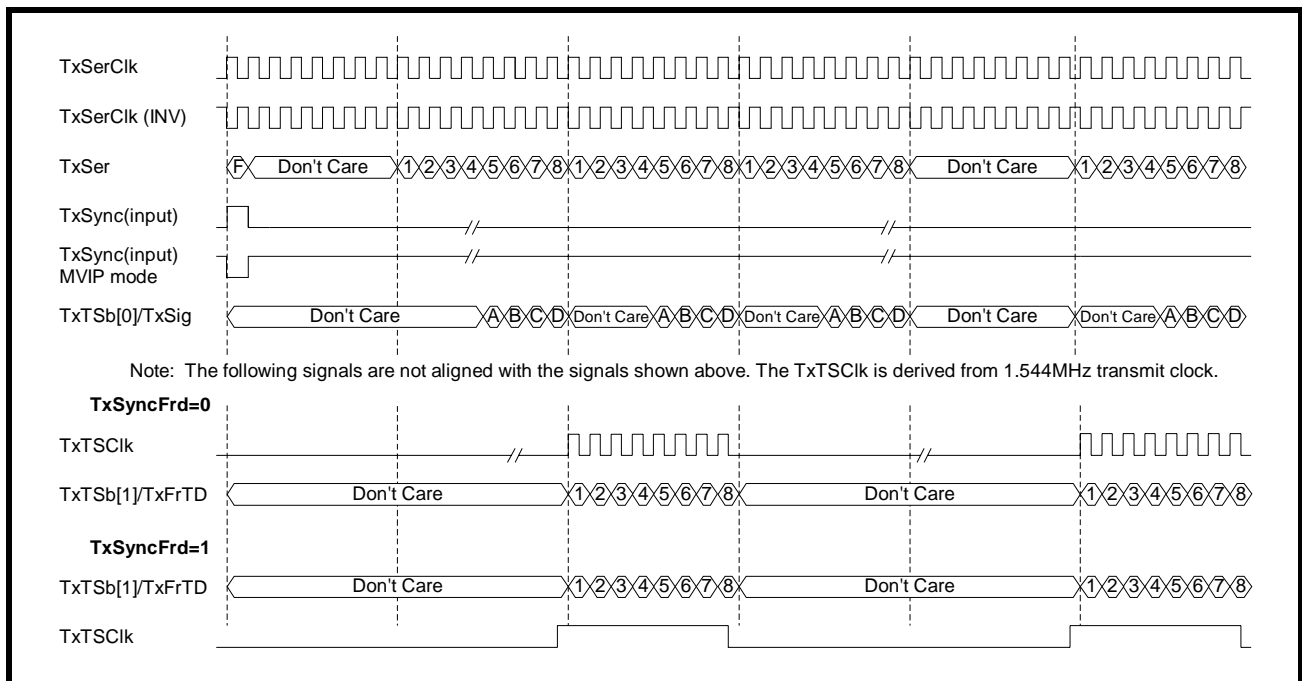 TxSerClk
TxSerClk (INV)
TxSer F Don't Care 1 2 3 4 5 6 7 8 1 2 3 4 5 6 7 8 1 2 3 4 5 6 7 8 Don't Care 1 2 3 4 5 6 7 8
TxSync(input)
TxSync(input)
MVIP mode
TxTSb[0]/TxSig Don't Care A B C D Don't Care A B C D Don't Care A B C D Don't Care Don't Care A B C D
Note: The following signals are not aligned with the signals shown above. The TxTSClk is derived from 1.544MHz transmit clock.
TxSyncFrd=0
TxTSClk
TxTSb[1]/TxFrTD Don't Care 1 2 3 4 5 6 7 8 Don't Care 1 2 3 4 5 6 7 8
TxSyncFrd=1
TxTSb[1]/TxFrTD Don't Care 1 2 3 4 5 6 7 8 Don't Care 1 2 3 4 5 6 7 8
TxTSClk